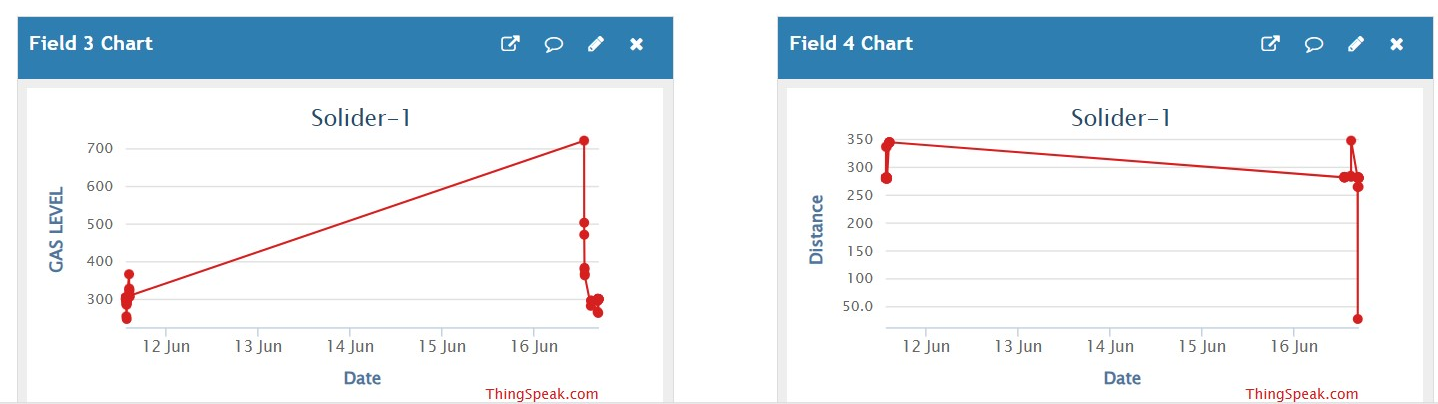 Field 3 Chart
Solider-1
GAS LEVEL
700
600
500
400
300
12 Jun 13 Jun 14 Jun 15 Jun 16 Jun
Date
ThingSpeak.com
Field 4 Chart
Solider-1
Distance
350
300
250
200
150
100
50.0
12 Jun 13 Jun 14 Jun 15 Jun 16 Jun
Date
ThingSpeak.com